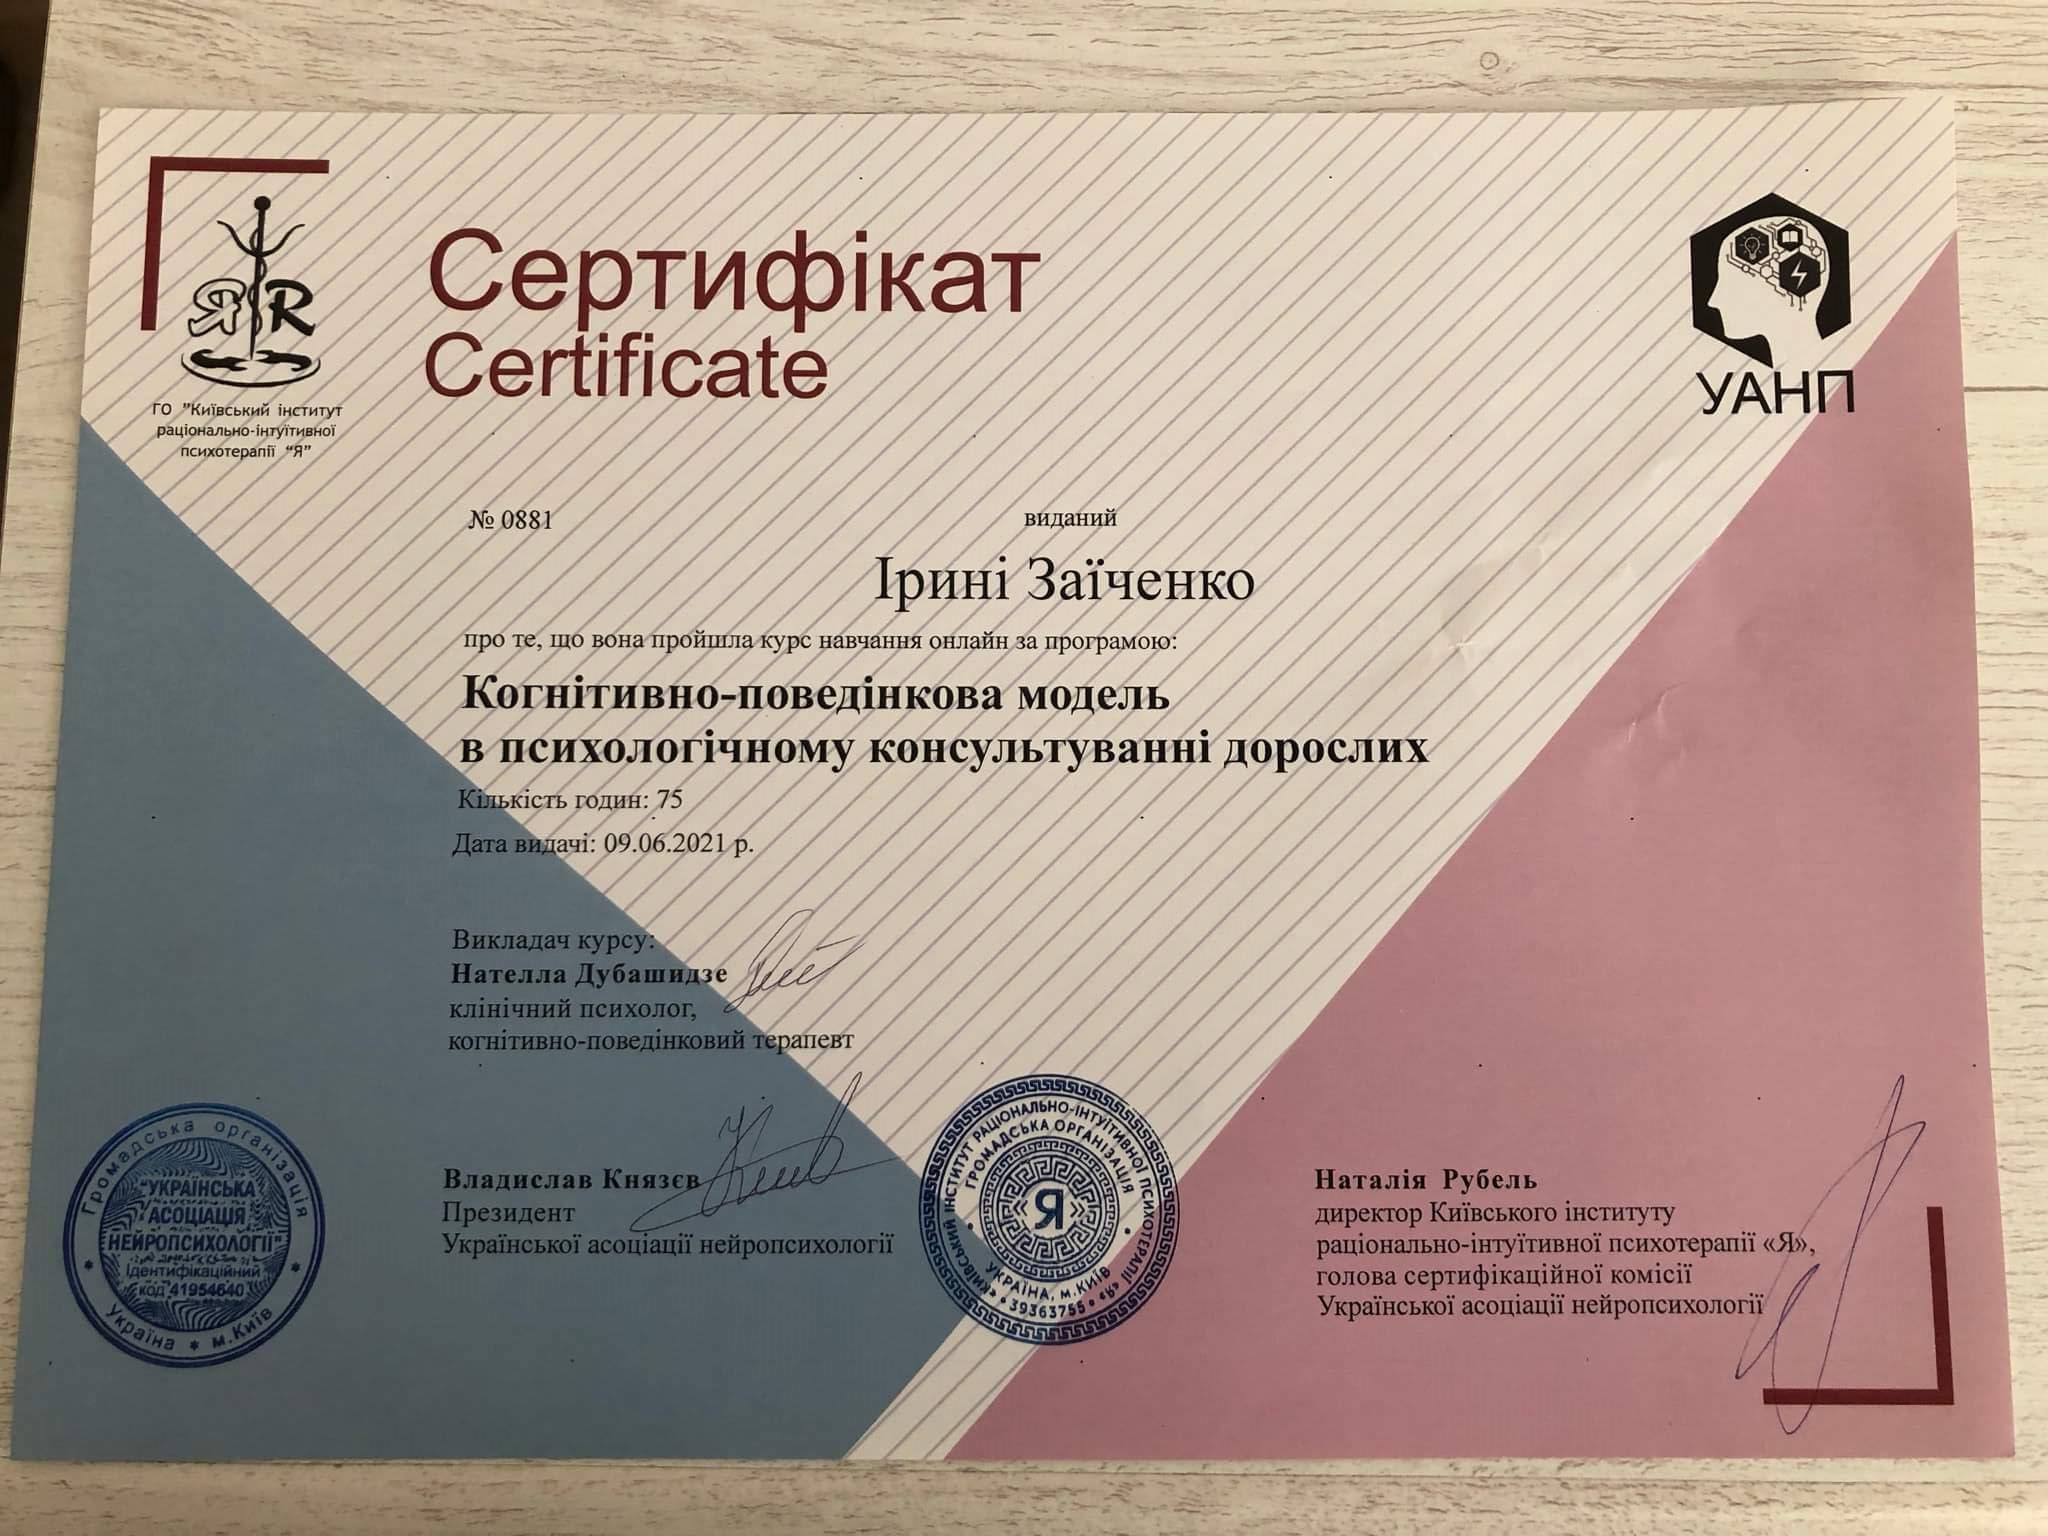 ЯR
ГО "Київський інститут
раціонально-інтуїтивної
психотерапії “Я”
Сертифікат
Certificate
УАНП
№ 0881
виданий
Ірині Заїченко
про те, що вона пройшла курс навчання онлайн за програмою:
Когнітивно-поведінкова модель
в психологічному консультуванні дорослих
Кількість годин: 75
Дата видачі: 09.06.2021 р.
Викладач курсу:
Нателла Дубашидзе
клінічний психолог,
когнітивно-поведінковий терапевт
Владислав Князєв
Президент
Української асоціації нейропсихології
Наталія Рубель
директор Київського інституту
раціонально-інтуїтивної психотерапії «Я»,
голова сертифікаційної комісії
Української асоціації нейропсихології
Громадська організація
"УКРАЇНСЬКА
АСОЦІАЦІЯ
НЕЙРОПСИХОЛОГІЇ"
Ідентифікаційний
код 41954640
Україна * м.Київ
«КИЇВСЬКИЙ ІНСТИТУТ РАЦІОНАЛЬНО-ІНТУЇТИВНОЇ ПСИХОТЕРАПІЇ «Я»
ГРОМАДСЬКА ОРГАНІЗАЦІЯ
«Я»
УКРАЇНА, м.КИЇВ
39363755